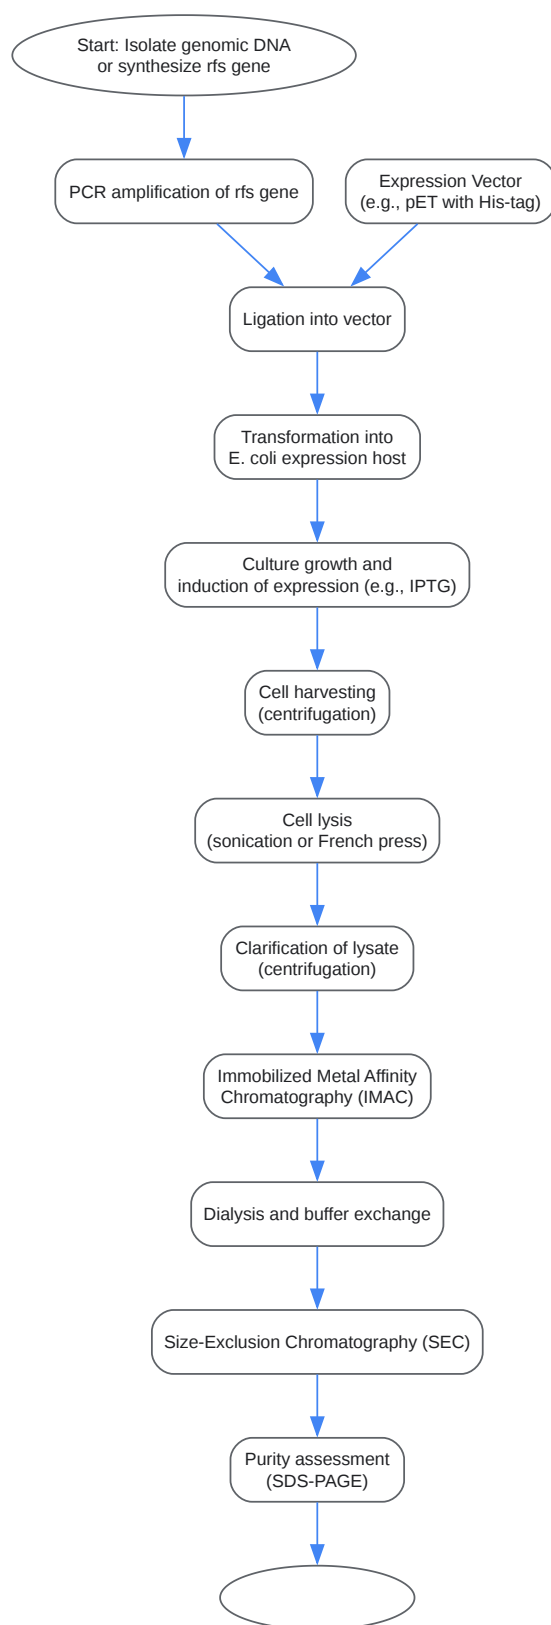 Start: Isolate genomic DNA
or synthesize rfs gene
PCR amplification of rfs gene
Expression Vector
(e.g., pET with His-tag)
Ligation into vector
Transformation into
E. coli expression host
Culture growth and
induction of expression (e.g., IPTG)
Cell harvesting
(centrifugation)
Cell lysis
(sonication or French press)
Clarification of lysate
(centrifugation)
Immobilized Metal Affinity
Chromatography (IMAC)
Dialysis and buffer exchange
Size-Exclusion Chromatography (SEC)
Purity assessment
(SDS-PAGE)